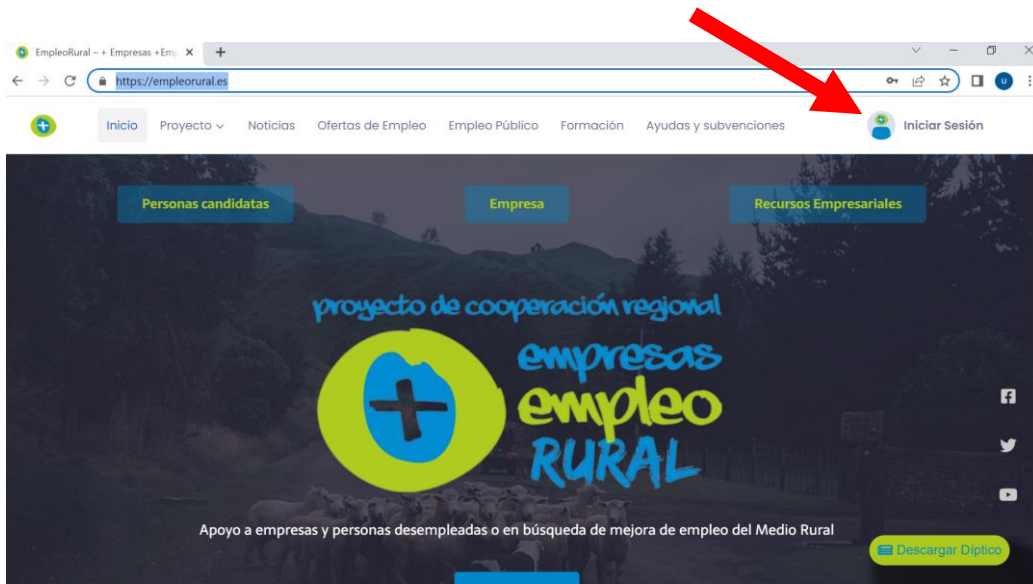 EmpleoRural – + Empresas +Emp
https://empleorural.es
U
Inicio Proyecto Noticias Ofertas de Empleo Empleo Público Formación Ayudas y subvenciones Iniciar Sesión
Personas candidatas Empresa Recursos Empresariales
proyecto de cooperación regional
empresas
+ empleo
RURAL
Apoyo a empresas y personas desempleadas o en búsqueda de mejora de empleo del Medio Rural
Descargar Díptico